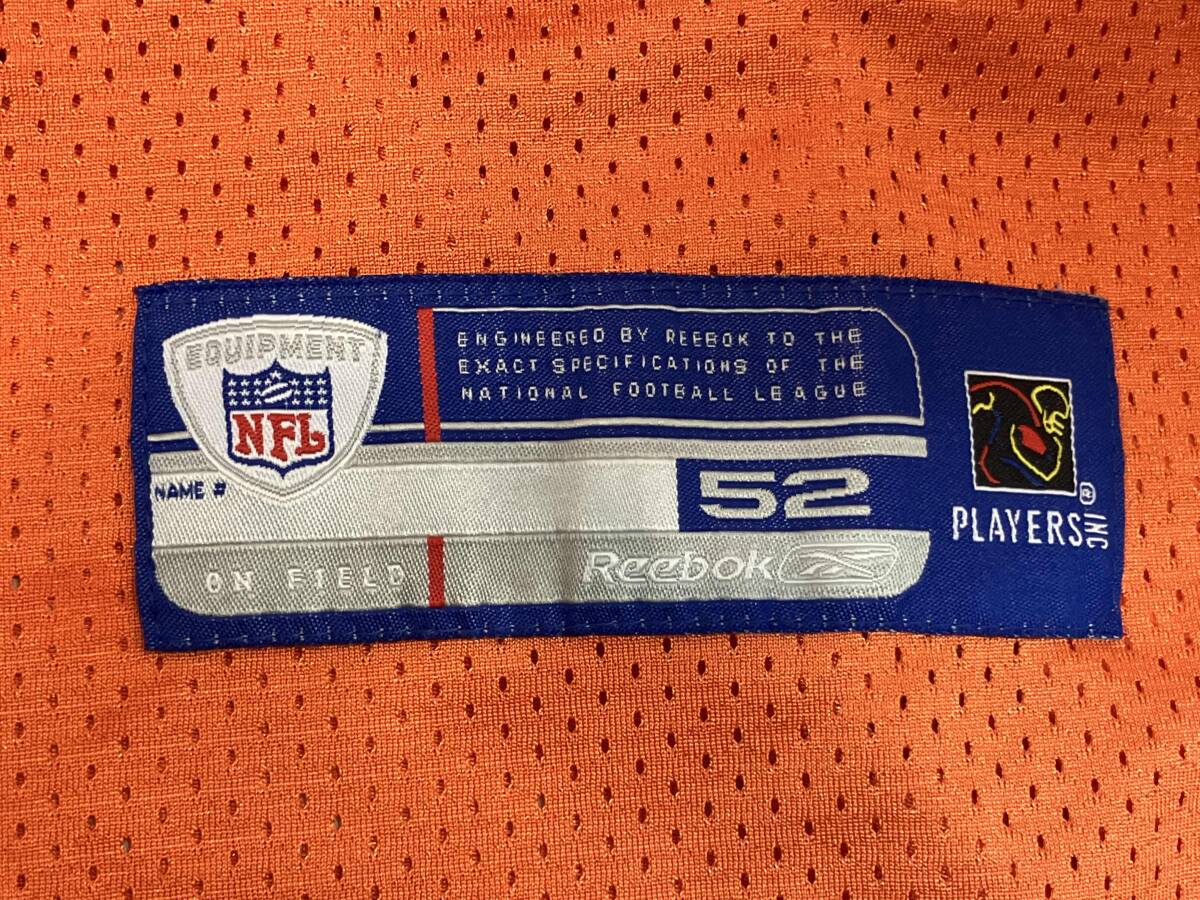 EQUIPMENT
NFL
ENGINEERED BY REEBOK TO THE
EXACT SPECIFICATIONS OF THE
NATIONAL FOOTBALL LEAGUE
NAME #
52
ON FIELD
Reebok
PLAYERS INC ®